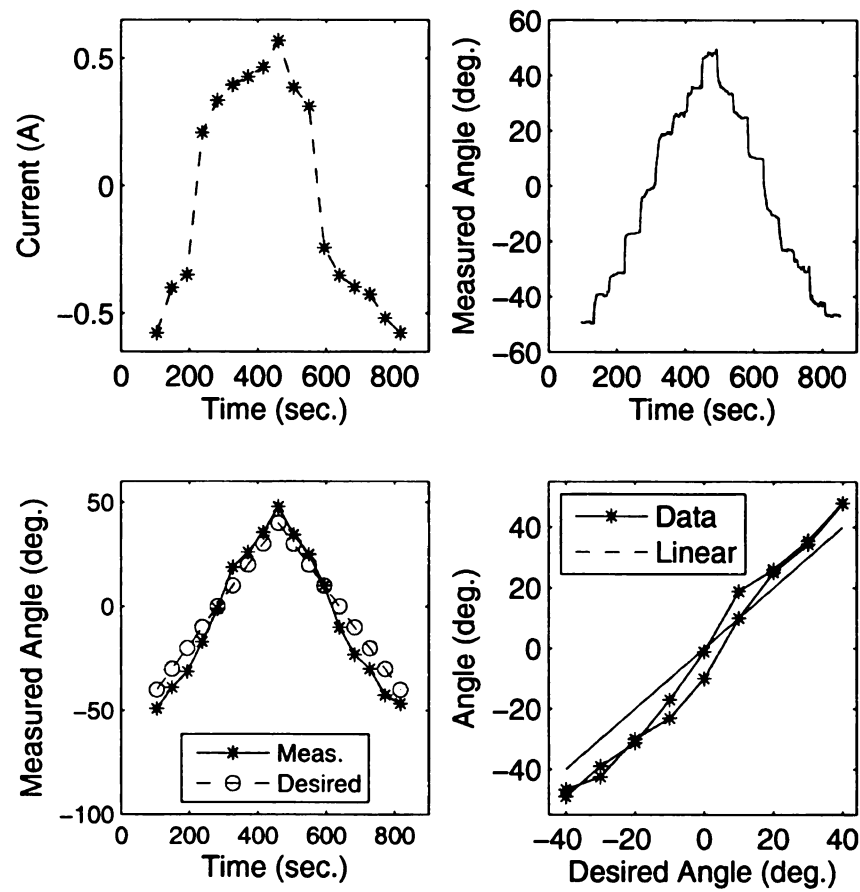 0.5
0
−0.5
Current (A)
0 200 400 600 800
Time (sec.)
60
40
20
0
−20
−40
−60
Measured Angle (deg.)
0 200 400 600 800
Time (sec.)
50
0
−50
−100
Measured Angle (deg.)
Meas.
Desired
0 200 400 600 800
Time (sec.)
40
20
0
−20
−40
Angle (deg.)
Data
Linear
−40 −20 0 20 40
Desired Angle (deg.)